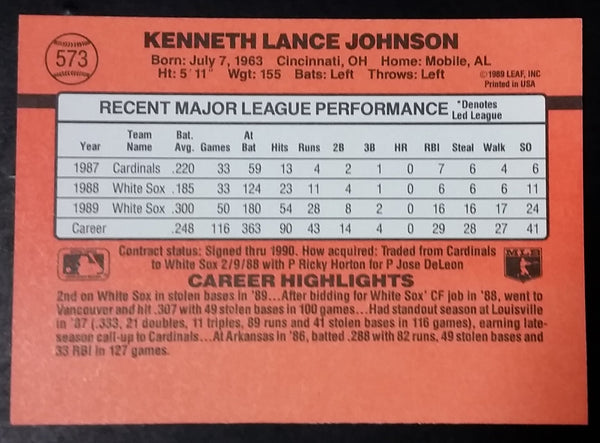 573
KENNETH LANCE JOHNSON
Born: July 7, 1963 Cincinnati, OH Home: Mobile, AL
Ht: 5' 11" Wgt: 155 Bats: Left Throws: Left
©1989 LEAF, INC
Printed in USA
RECENT MAJOR LEAGUE PERFORMANCE *Denotes Led League
Year Team Name Bat. Avg. Games At Bat Hits Runs 2B 3B HR RBI Steal Walk SO
1987 Cardinals .220 33 59 13 4 2 1 0 7 6 4 6
1988 White Sox .185 33 124 23 11 4 1 0 6 6 6 11
1989 White Sox .300 50 180 54 28 8 2 0 16 16 17 24
Career .248 116 363 90 43 14 4 0 29 28 27 41
Contract status: Signed thru 1990. How acquired: Traded from Cardinals
to White Sox 2/9/88 with P Ricky Horton for P Jose DeLeon
MLB
CAREER HIGHLIGHTS
2nd on White Sox in stolen bases in '89...After bidding for White Sox' CF job in '88, went to
Vancouver and hit .307 with 49 stolen bases in 100 games...Had standout season at Louisville
in '87 (.333, 21 doubles, 11 triples, 89 runs and 41 stolen bases in 116 games), earning late-
season call-up to Cardinals...At Arkansas in '86, batted .288 with 82 runs, 49 stolen bases and
33 RBI in 127 games.